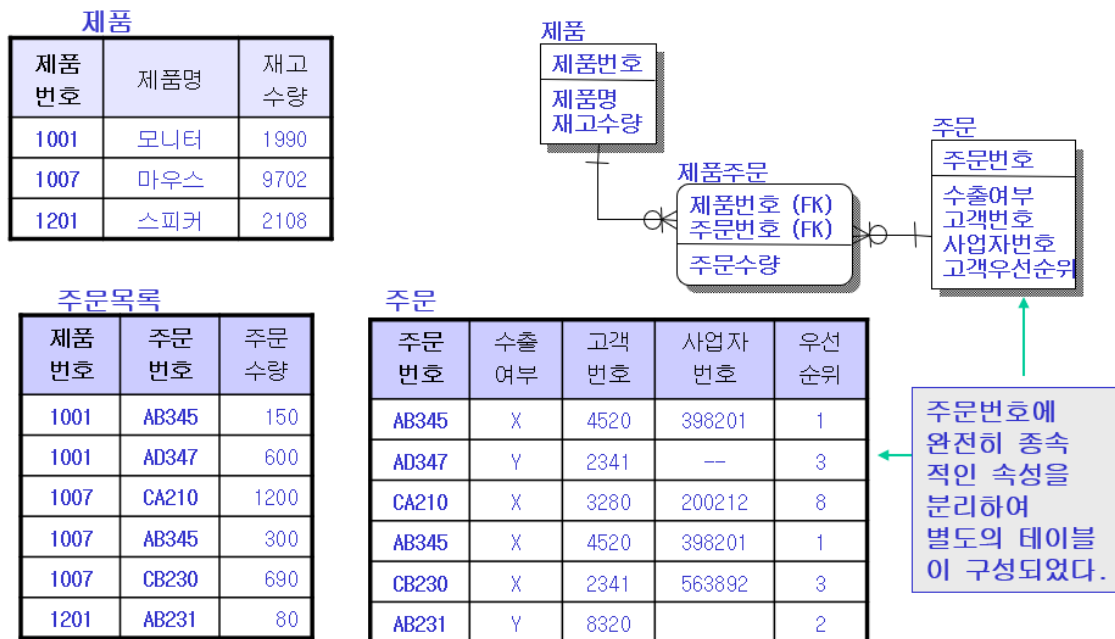 제품
제품 번호 제품명 재고 수량
1001 모니터 1990
1007 마우스 9702
1201 스피커 2108
제품
제품번호
제품명
재고수량
제품주문
제품번호 (FK)
주문번호 (FK)
주문수량
주문
주문번호
수출여부
고객번호
사업자번호
고객우선순위
주문목록
제품 번호 주문 번호 주문 수량
1001 AB345 150
1001 AD347 600
1007 CA210 1200
1007 AB345 300
1007 CB230 690
1201 AB231 80
주문
주문 번호 수출 여부 고객 번호 사업자 번호 우선 순위
AB345 X 4520 398201 1
AD347 Y 2341 -- 3
CA210 X 3280 200212 8
AB345 X 4520 398201 1
CB230 X 2341 563892 3
AB231 Y 8320 2
주문번호에
완전히 종속
적인 속성을
분리하여
별도의 테이블
이 구성되었다.